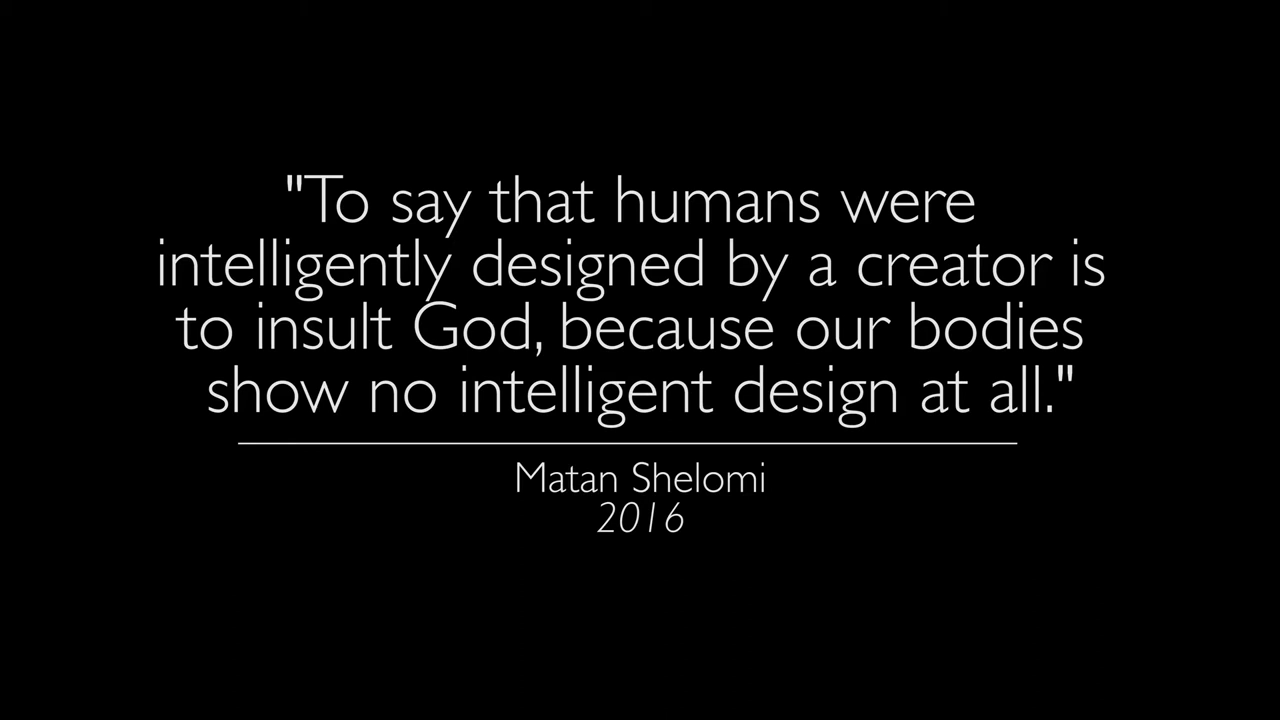 "To say that humans were
intelligently designed by a creator is
to insult God, because our bodies
show no intelligent design at all."
Matan Shelomi
2016